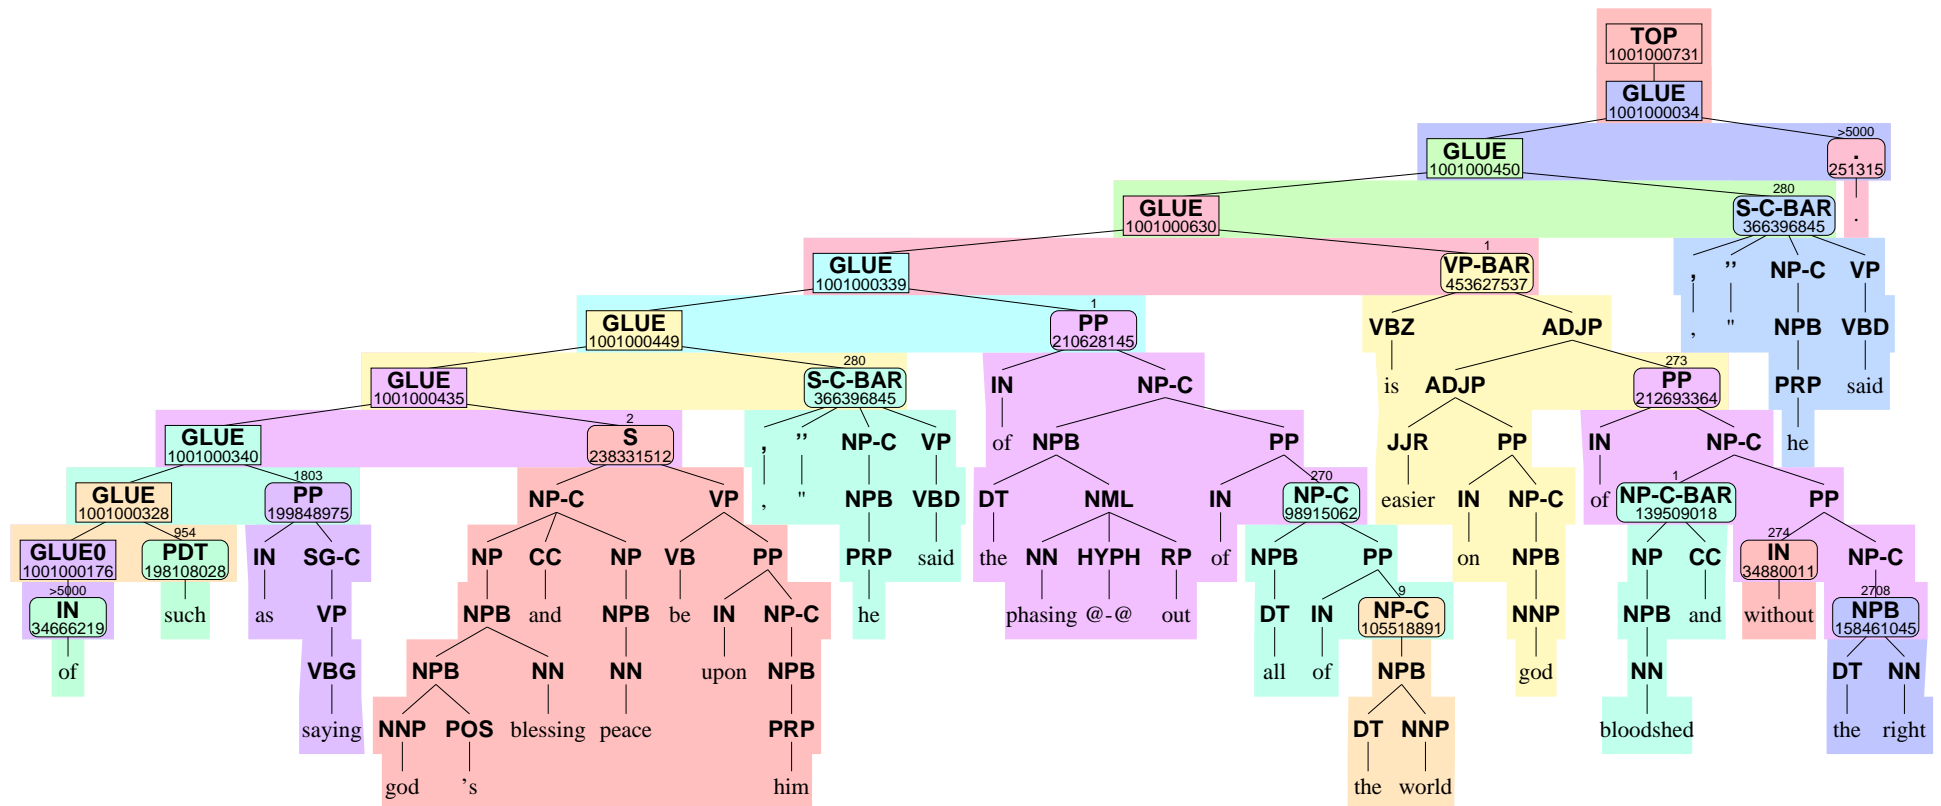 TOP
1001000731
GLUE
1001000034
>5000
GLUE
1001000450
.
251315
280
GLUE
1001000630
S-C-BAR
366396845
.
1
GLUE
1001000339
VP-BAR
453627537
, ’’ NP-C VP
1
GLUE
1001000449
PP
210628145
VBZ ADJP , " NPB VBD
280 273
GLUE
1001000435
S-C-BAR
366396845
IN NP-C is ADJP
PP
212693364
PRP said
2
GLUE
1001000340
S
238331512
, ’’ NP-C VP of NPB PP JJR PP IN NP-C he
1803 270 1
GLUE
1001000328
PP
199848975
NP-C VP , " NPB VBD DT NML IN
NP-C
98915062
easier IN NP-C of
NP-C-BAR
139509018
PP
954 274
GLUE0
1001000176
PDT
198108028
IN SG-C NP CC NP VB PP PRP said the NN HYPH RP of NPB PP on NPB NP CC
IN
34880011
NP-C
>5000 9 2708
IN
34666219
such as VP NPB and NPB be IN NP-C he phasing @-@ out DT IN
NP-C
105518891
NNP NPB and without
NPB
158461045
of VBG NPB NN NN upon NPB all of NPB god NN DT NN
saying NNP POS blessing peace PRP DT NNP bloodshed the right
god ’s him the world